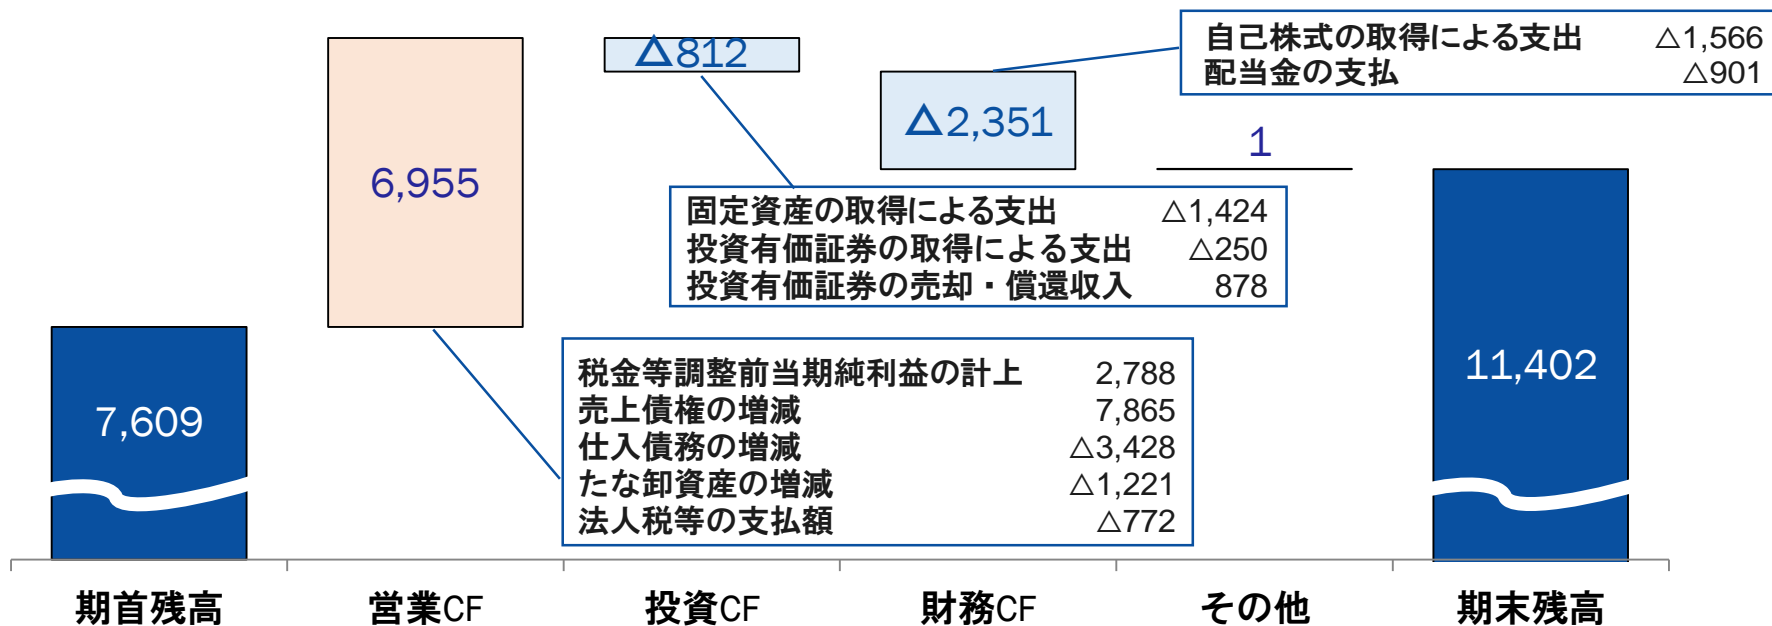 自己株式の取得による支出 △1,566
配当金の支払 △901
△812
△2,351
1
6,955
固定資産の取得による支出 △1,424
投資有価証券の取得による支出 △250
投資有価証券の売却・償還収入 878
税金等調整前当期純利益の計上 2,788
売上債権の増減 7,865
仕入債務の増減 △3,428
たな卸資産の増減 △1,221
法人税等の支払額 △772
7,609
11,402
期首残高 営業CF 投資CF 財務CF その他 期末残高